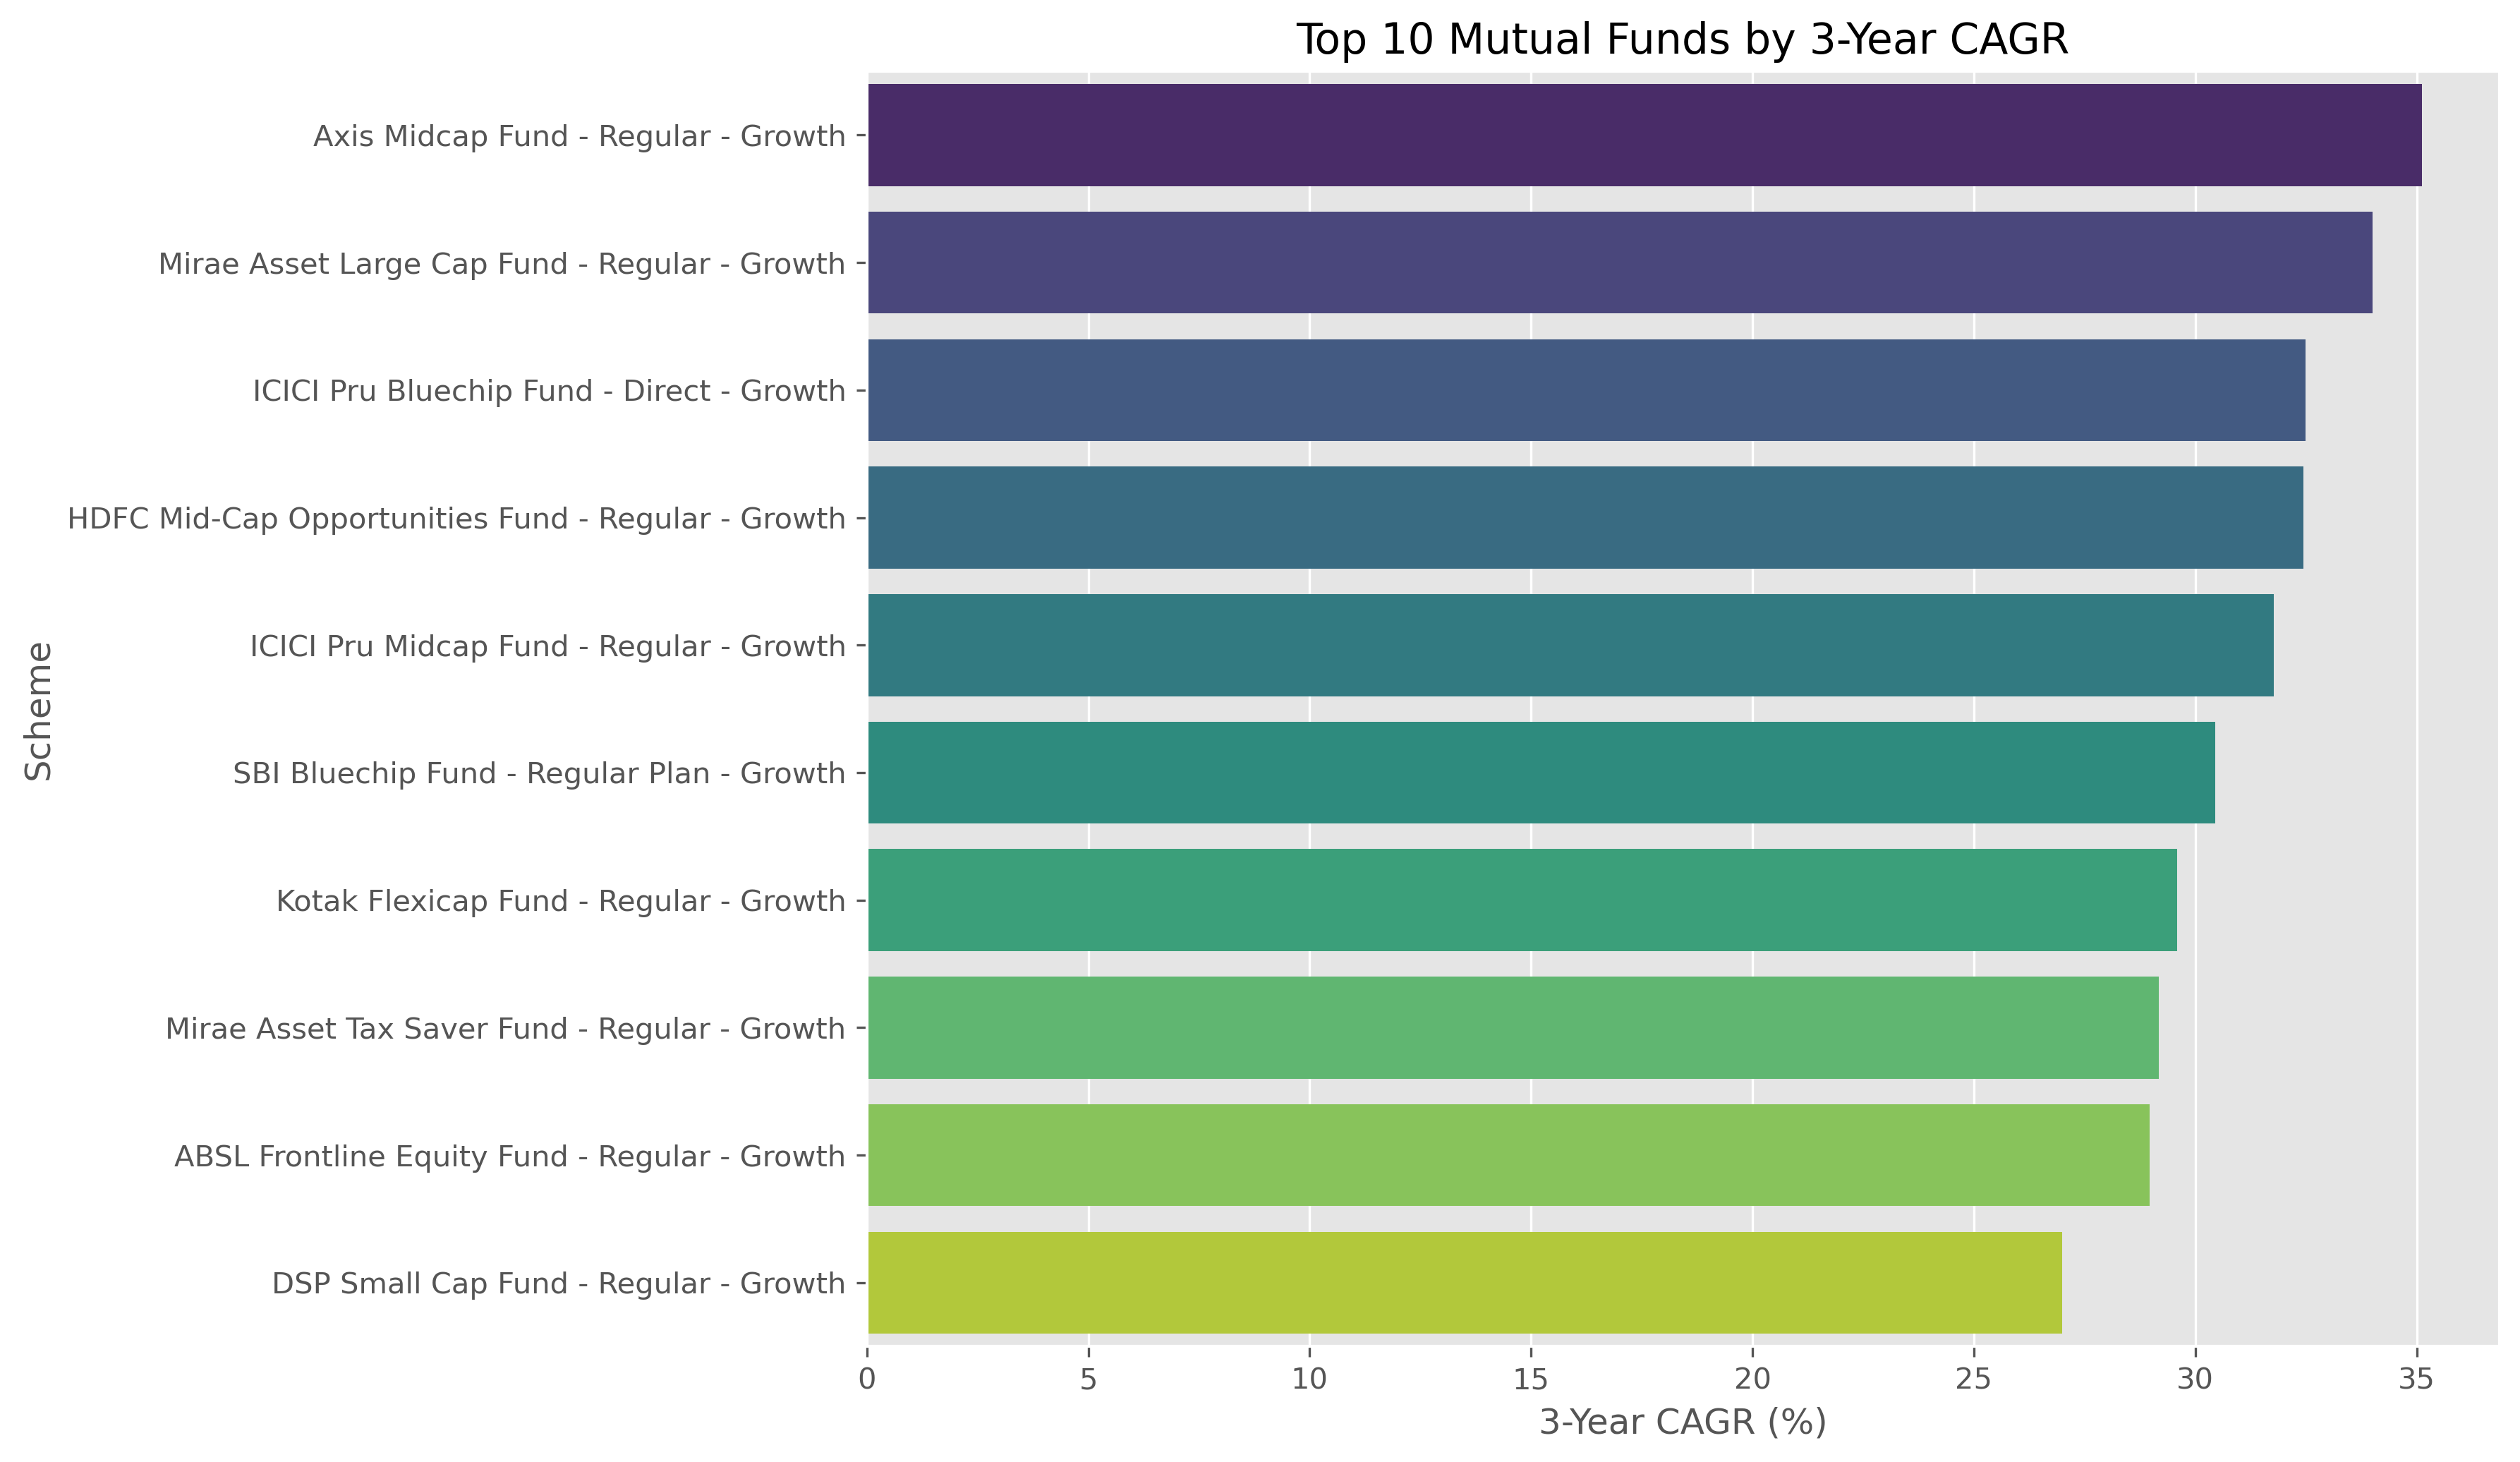 Top 10 Mutual Funds by 3-Year CAGR
Scheme
Axis Midcap Fund - Regular - Growth
Mirae Asset Large Cap Fund - Regular - Growth
ICICI Pru Bluechip Fund - Direct - Growth
HDFC Mid-Cap Opportunities Fund - Regular - Growth
ICICI Pru Midcap Fund - Regular - Growth
SBI Bluechip Fund - Regular Plan - Growth
Kotak Flexicap Fund - Regular - Growth
Mirae Asset Tax Saver Fund - Regular - Growth
ABSL Frontline Equity Fund - Regular - Growth
DSP Small Cap Fund - Regular - Growth
0 5 10 15 20 25 30 35
3-Year CAGR (%)